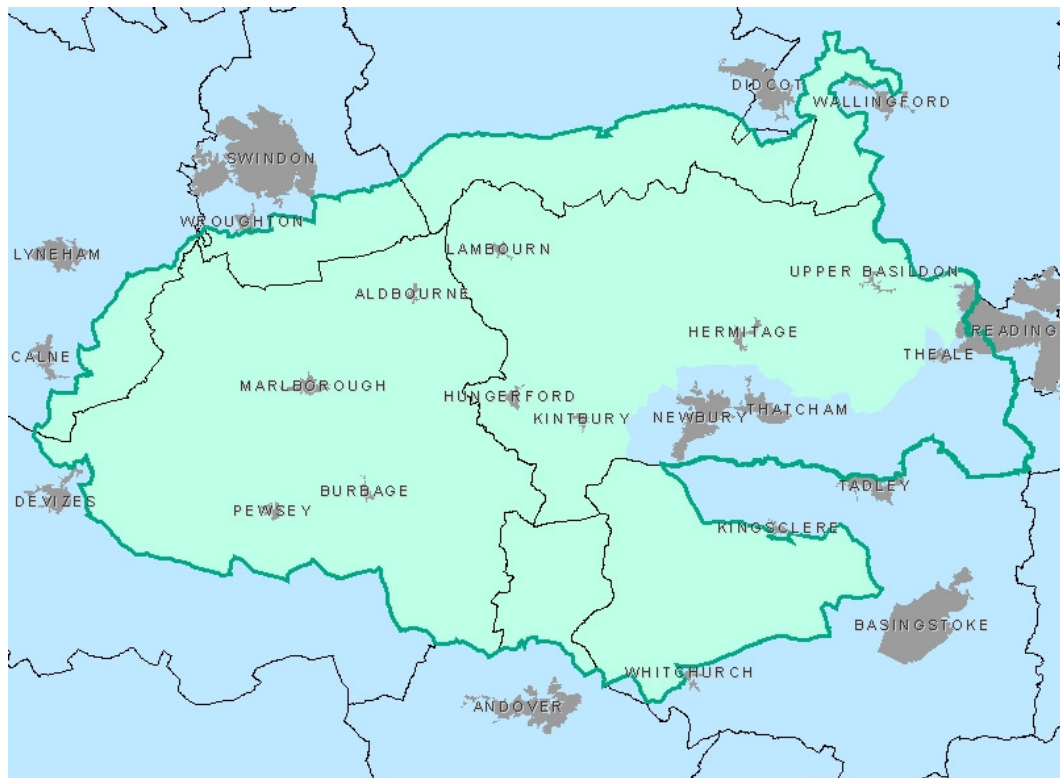 DIDCOT
WALLINGFORD
SWINDON
WROUGHTON
LYNEHAM
LAMBOURN
UPPER BASILDON
ALDBOURNE
HERMITAGE
READING
THEALE
CALNE
MARLBOROUGH
HUNGERFORD
KINTBURY
NEWBURY
THATCHAM
DEVIZES
PEWSEY
BURBAGE
TADLEY
KINGSCLERE
BASINGSTOKE
WHITCHURCH
ANDOVER